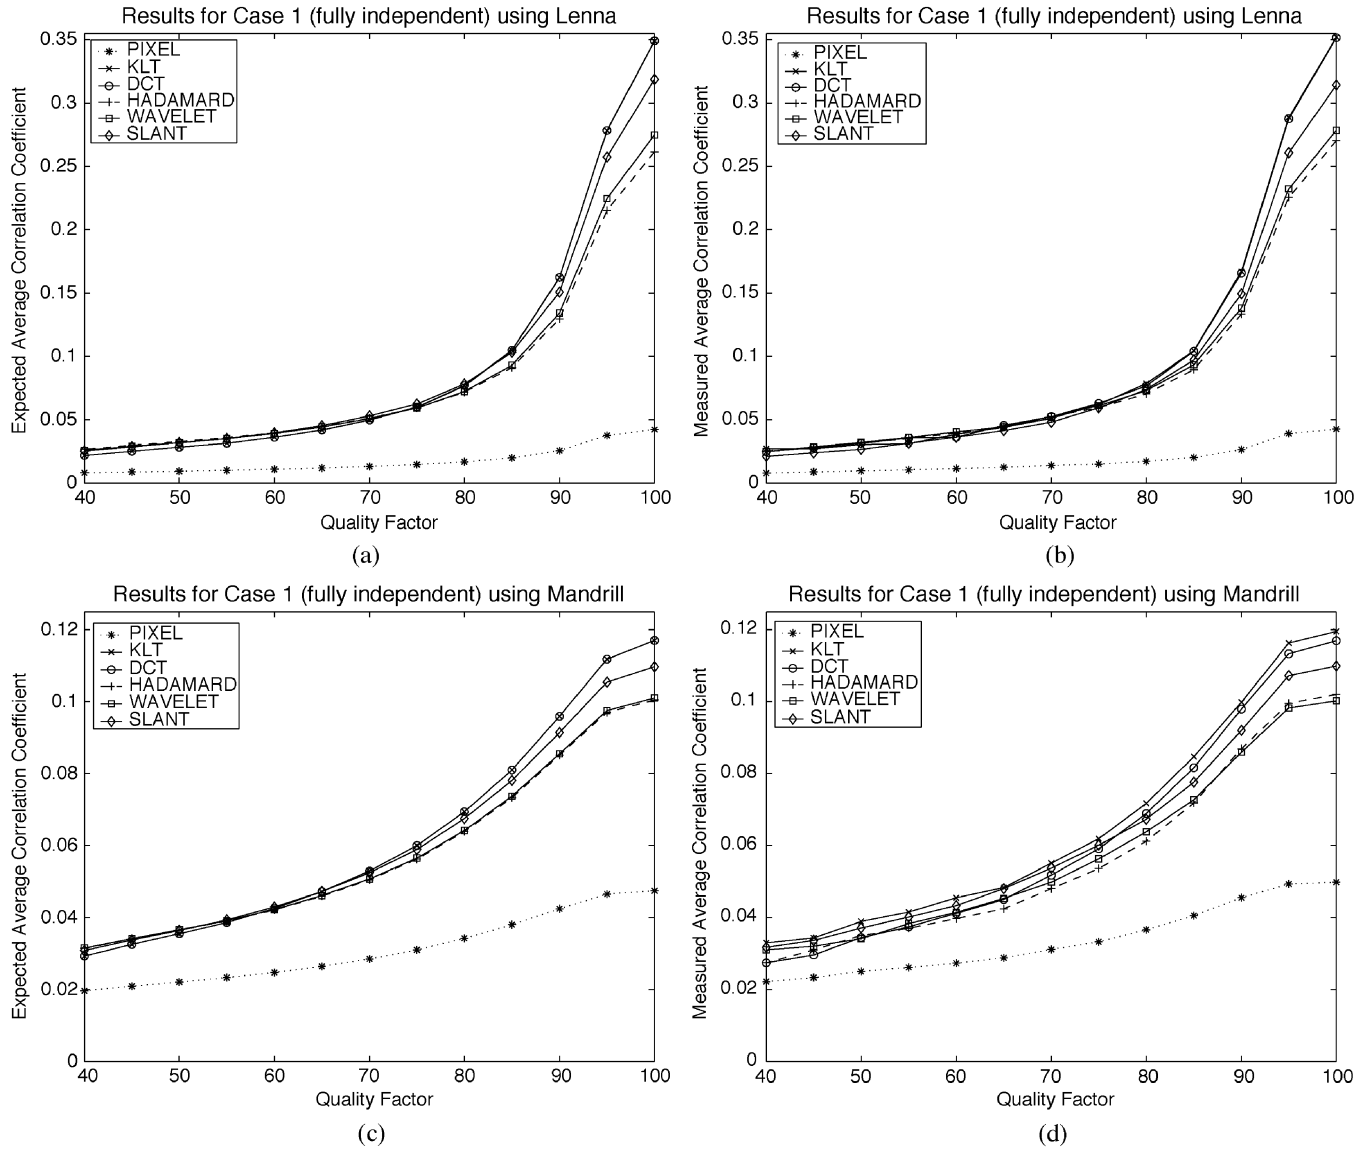 Results for Case 1 (fully independent) using Lenna
Expected Average Correlation Coefficient
0.35
0.3
0.25
0.2
0.15
0.1
0.05
0
PIXEL
KLT
DCT
HADAMARD
WAVELET
SLANT
40 50 60 70 80 90 100
Quality Factor
(a)
Results for Case 1 (fully independent) using Lenna
Measured Average Correlation Coefficient
0.35
0.3
0.25
0.2
0.15
0.1
0.05
0
PIXEL
KLT
DCT
HADAMARD
WAVELET
SLANT
40 50 60 70 80 90 100
Quality Factor
(b)
Results for Case 1 (fully independent) using Mandrill
Expected Average Correlation Coefficient
0.12
0.1
0.08
0.06
0.04
0.02
0
PIXEL
KLT
DCT
HADAMARD
WAVELET
SLANT
40 50 60 70 80 90 100
Quality Factor
(c)
Results for Case 1 (fully independent) using Mandrill
Measured Average Correlation Coefficient
0.12
0.1
0.08
0.06
0.04
0.02
0
PIXEL
KLT
DCT
HADAMARD
WAVELET
SLANT
40 50 60 70 80 90 100
Quality Factor
(d)